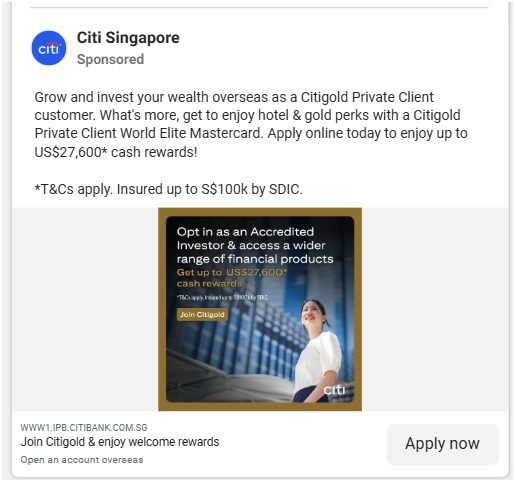 citi
Citi Singapore
Sponsored
Grow and invest your wealth overseas as a Citigold Private Client
customer. What's more, get to enjoy hotel & gold perks with a Citigold
Private Client World Elite Mastercard. Apply online today to enjoy up to
US$27,600* cash rewards!
*T&Cs apply. Insured up to S$100k by SDIC.
Opt in as an Accredited
Investor & access a wider
range of financial products
Get up to US$27,600*
cash rewards
*T&Cs apply. Insured up to S$100k by SDIC.
Join Citigold
citi
WWW1.IPB.CITIBANK.COM.SG
Join Citigold & enjoy welcome rewards
Open an account overseas
Apply now